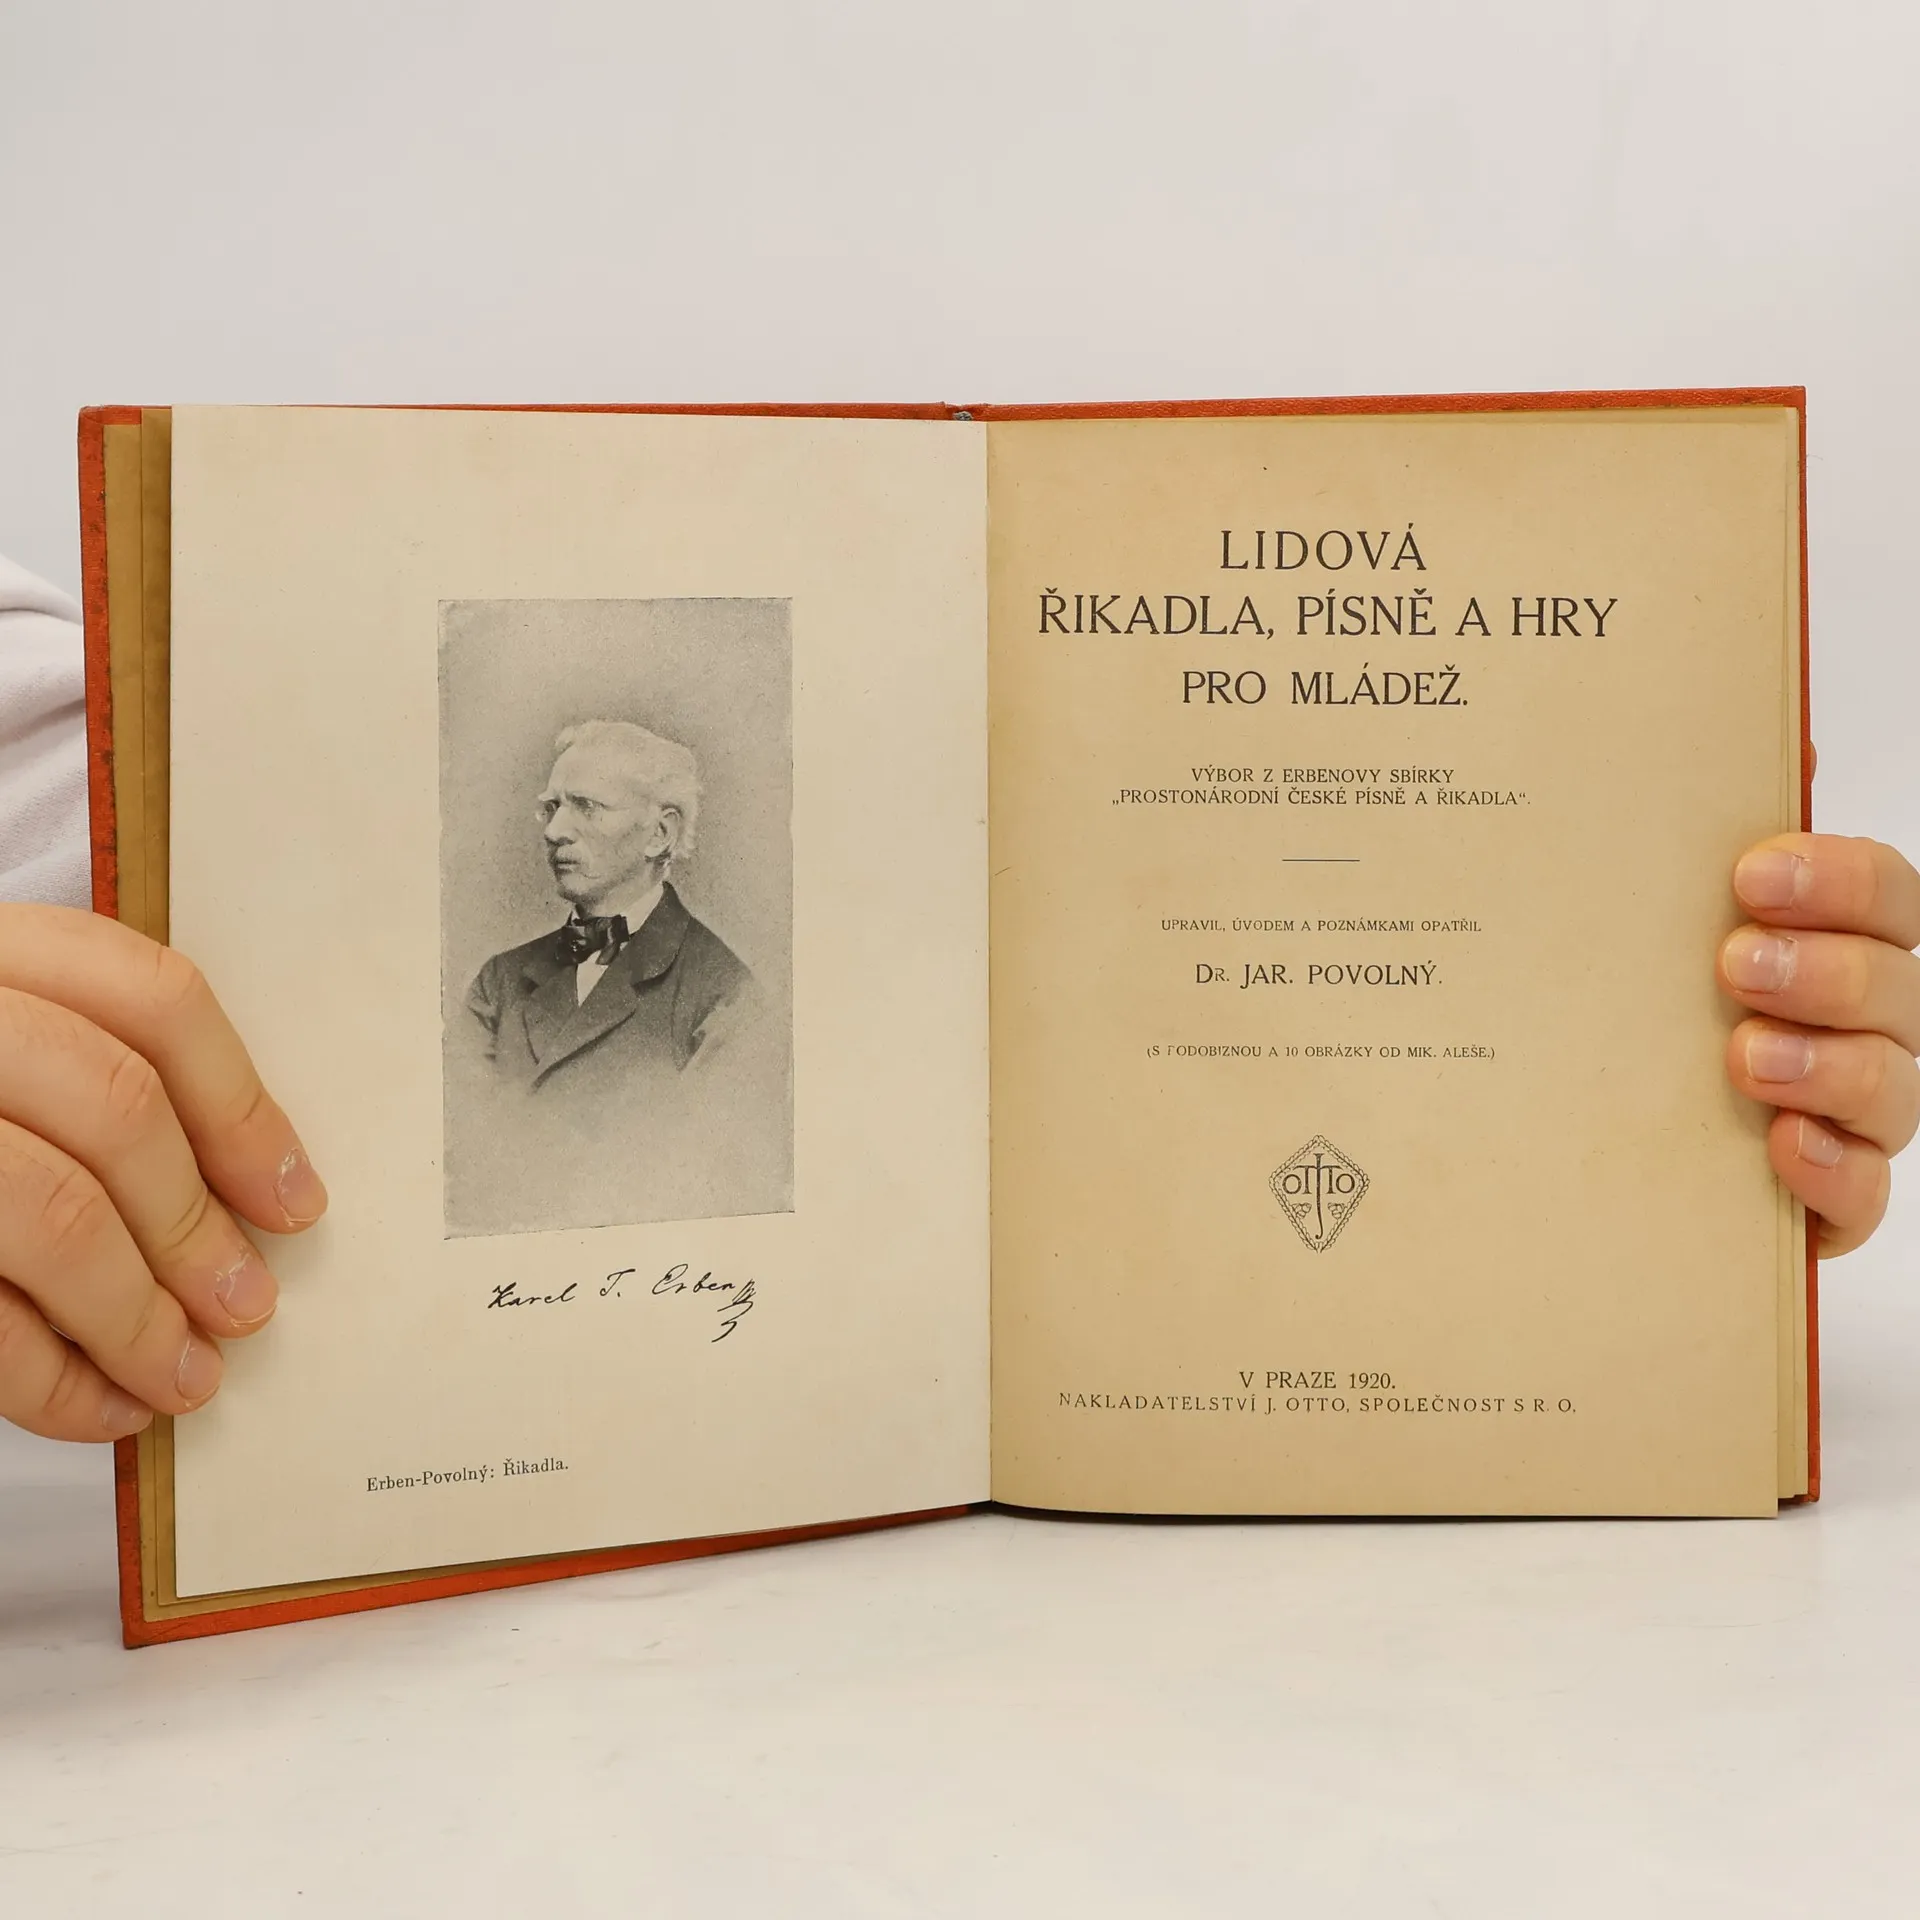 Karel J. Erben
Erben-Povolný: Řikadla.
LIDOVÁ
ŘIKADLA, PÍSNĚ A HRY
PRO MLÁDEŽ.
VÝBOR Z ERBENOVY SBÍRKY
„PROSTONÁRODNÍ ČESKÉ PÍSNĚ A ŘIKADLA“.
UPRAVIL, ÚVODEM A POZNÁMKAMI OPATŘIL
DR. JAR. POVOLNÝ.
(S PODOBIZNOU A 10 OBRÁZKY OD MIK. ALEŠE.)
J OTTO
V PRAZE 1920.
NAKLADATELSTVÍ J. OTTO, SPOLEČNOST S R. O.